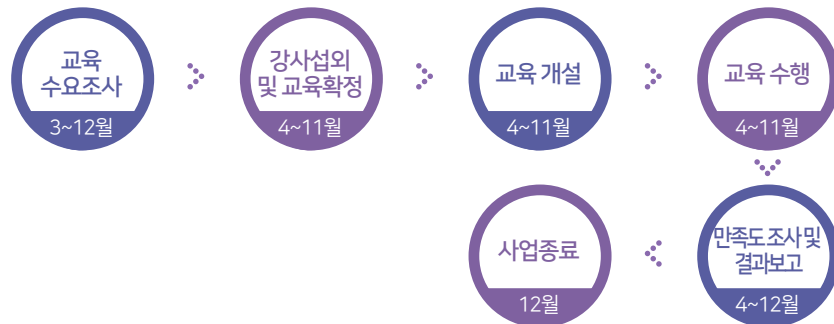 교육
수요조사
3~12월
강사섭외
및 교육확정
4~11월
교육 개설
4~11월
교육 수행
4~11월
만족도 조사 및
결과보고
4~12월
사업종료
12월